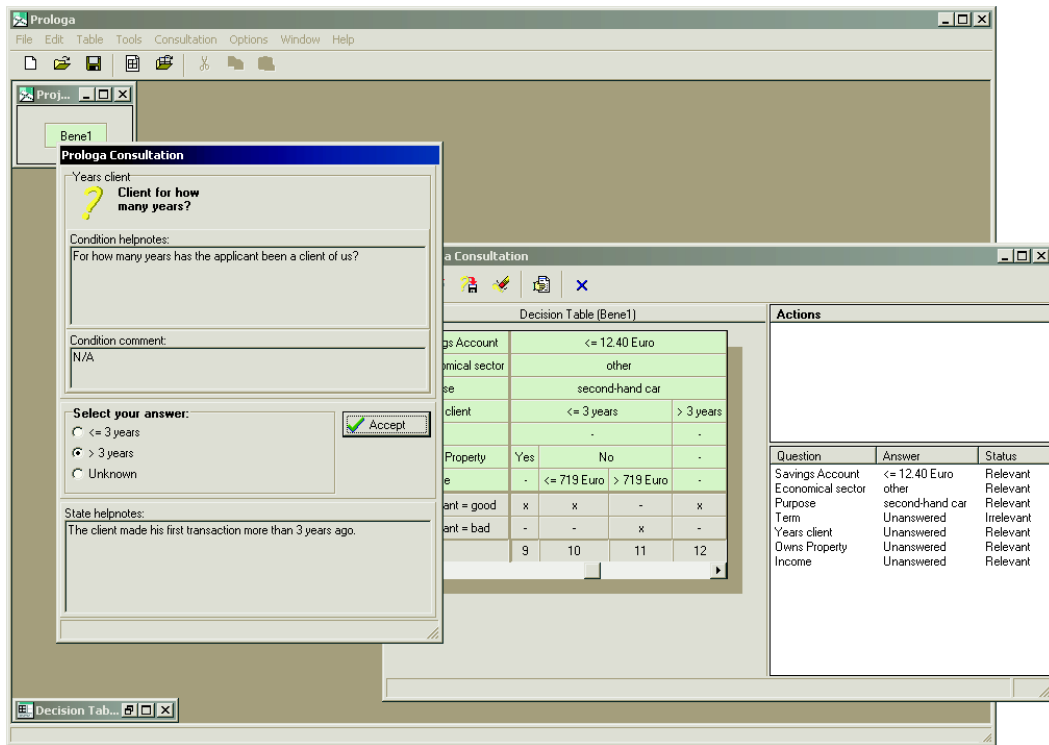 Prologa
File Edit Table Tools Consultation Options Window Help
Proj...
Bene1
Prologa Consultation
Years client
Client for how
many years?
Condition helpnotes:
For how many years has the applicant been a client of us?
Condition comment:
N/A
Select your answer:
<= 3 years
> 3 years
Unknown
Accept
State helpnotes:
The client made his first transaction more than 3 years ago.
a Consultation
Decision Table (Bene1)
gs Account <= 12.40 Euro
omical sector other
se second-hand car
client <= 3 years > 3 years
- -
Property Yes No -
e - <= 719 Euro > 719 Euro -
ant = good x x - x
ant = bad - - x -
9 10 11 12
Actions
Question Answer Status
Savings Account <= 12.40 Euro Relevant
Economical sector other Relevant
Purpose second-hand car Relevant
Term Unanswered Irrelevant
Years client Unanswered Relevant
Owns Property Unanswered Relevant
Income Unanswered Relevant
Decision Tab...